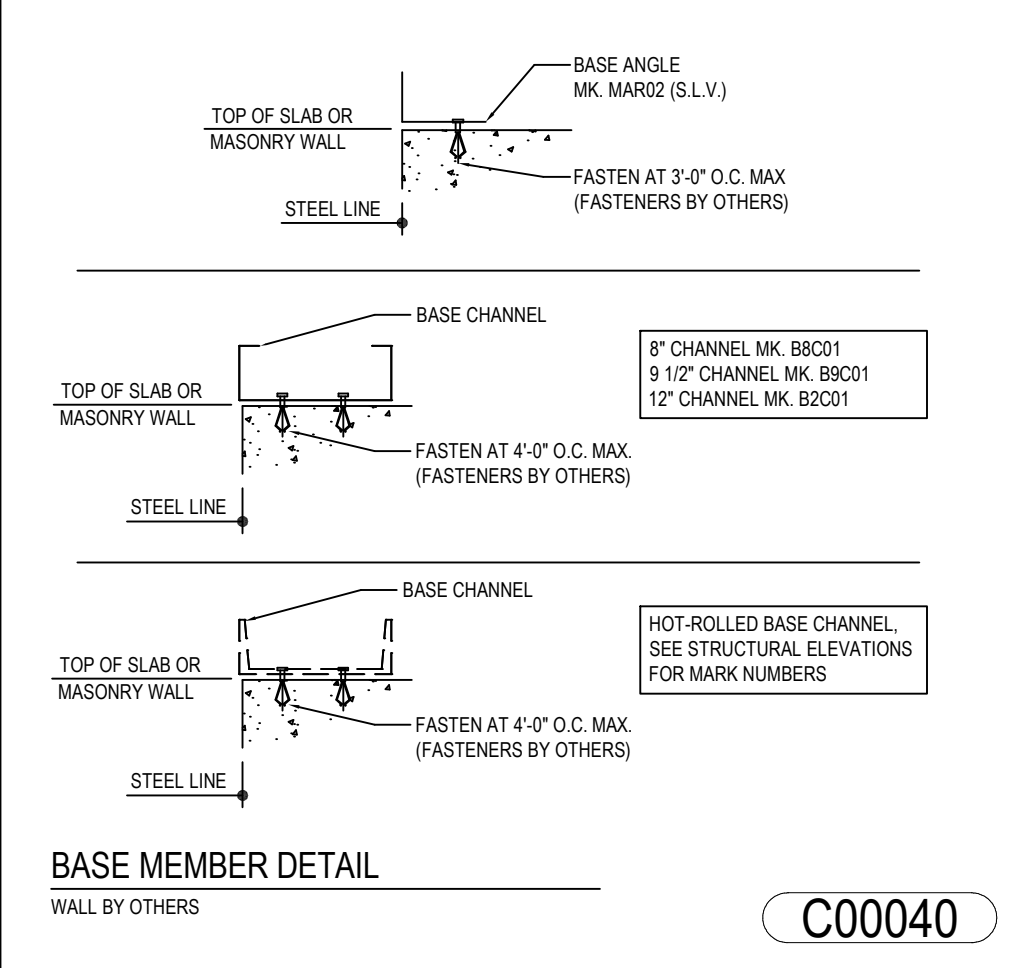 BASE ANGLE
MK. MAR02 (S.L.V.)
TOP OF SLAB OR
MASONRY WALL
FASTEN AT 3'-0" O.C. MAX
(FASTENERS BY OTHERS)
STEEL LINE
BASE CHANNEL
8" CHANNEL MK. B8C01
9 1/2" CHANNEL MK. B9C01
12" CHANNEL MK. B2C01
TOP OF SLAB OR
MASONRY WALL
FASTEN AT 4'-0" O.C. MAX.
(FASTENERS BY OTHERS)
STEEL LINE
BASE CHANNEL
HOT-ROLLED BASE CHANNEL,
SEE STRUCTURAL ELEVATIONS
FOR MARK NUMBERS
TOP OF SLAB OR
MASONRY WALL
FASTEN AT 4'-0" O.C. MAX.
(FASTENERS BY OTHERS)
STEEL LINE
BASE MEMBER DETAIL
WALL BY OTHERS
C00040